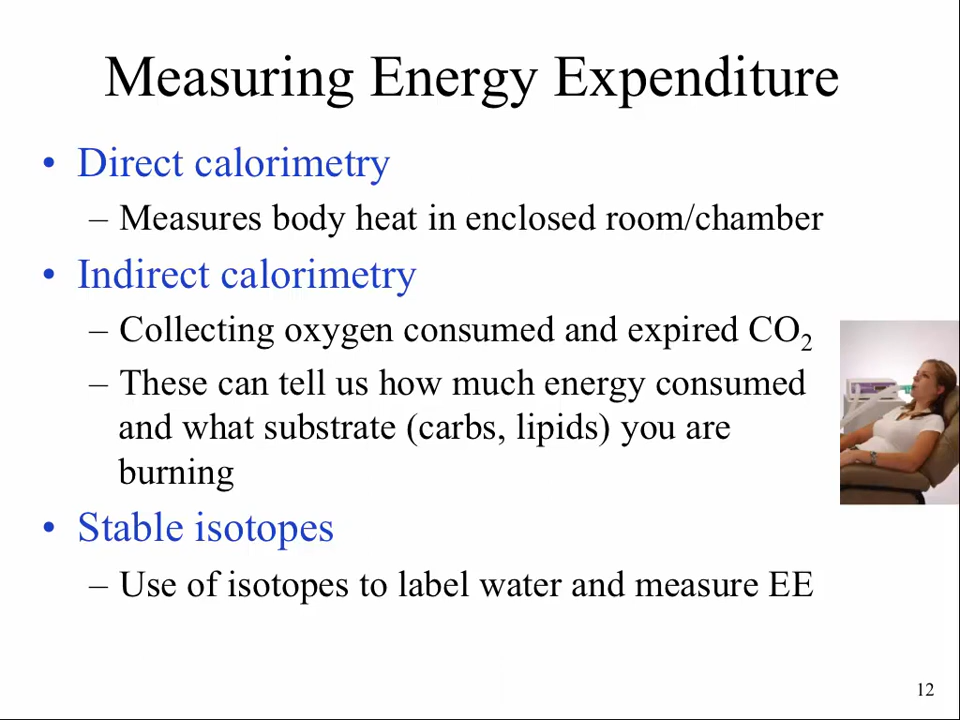 Measuring Energy Expenditure
• Direct calorimetry
– Measures body heat in enclosed room/chamber
• Indirect calorimetry
– Collecting oxygen consumed and expired CO₂
– These can tell us how much energy consumed
and what substrate (carbs, lipids) you are
burning
• Stable isotopes
– Use of isotopes to label water and measure EE
12